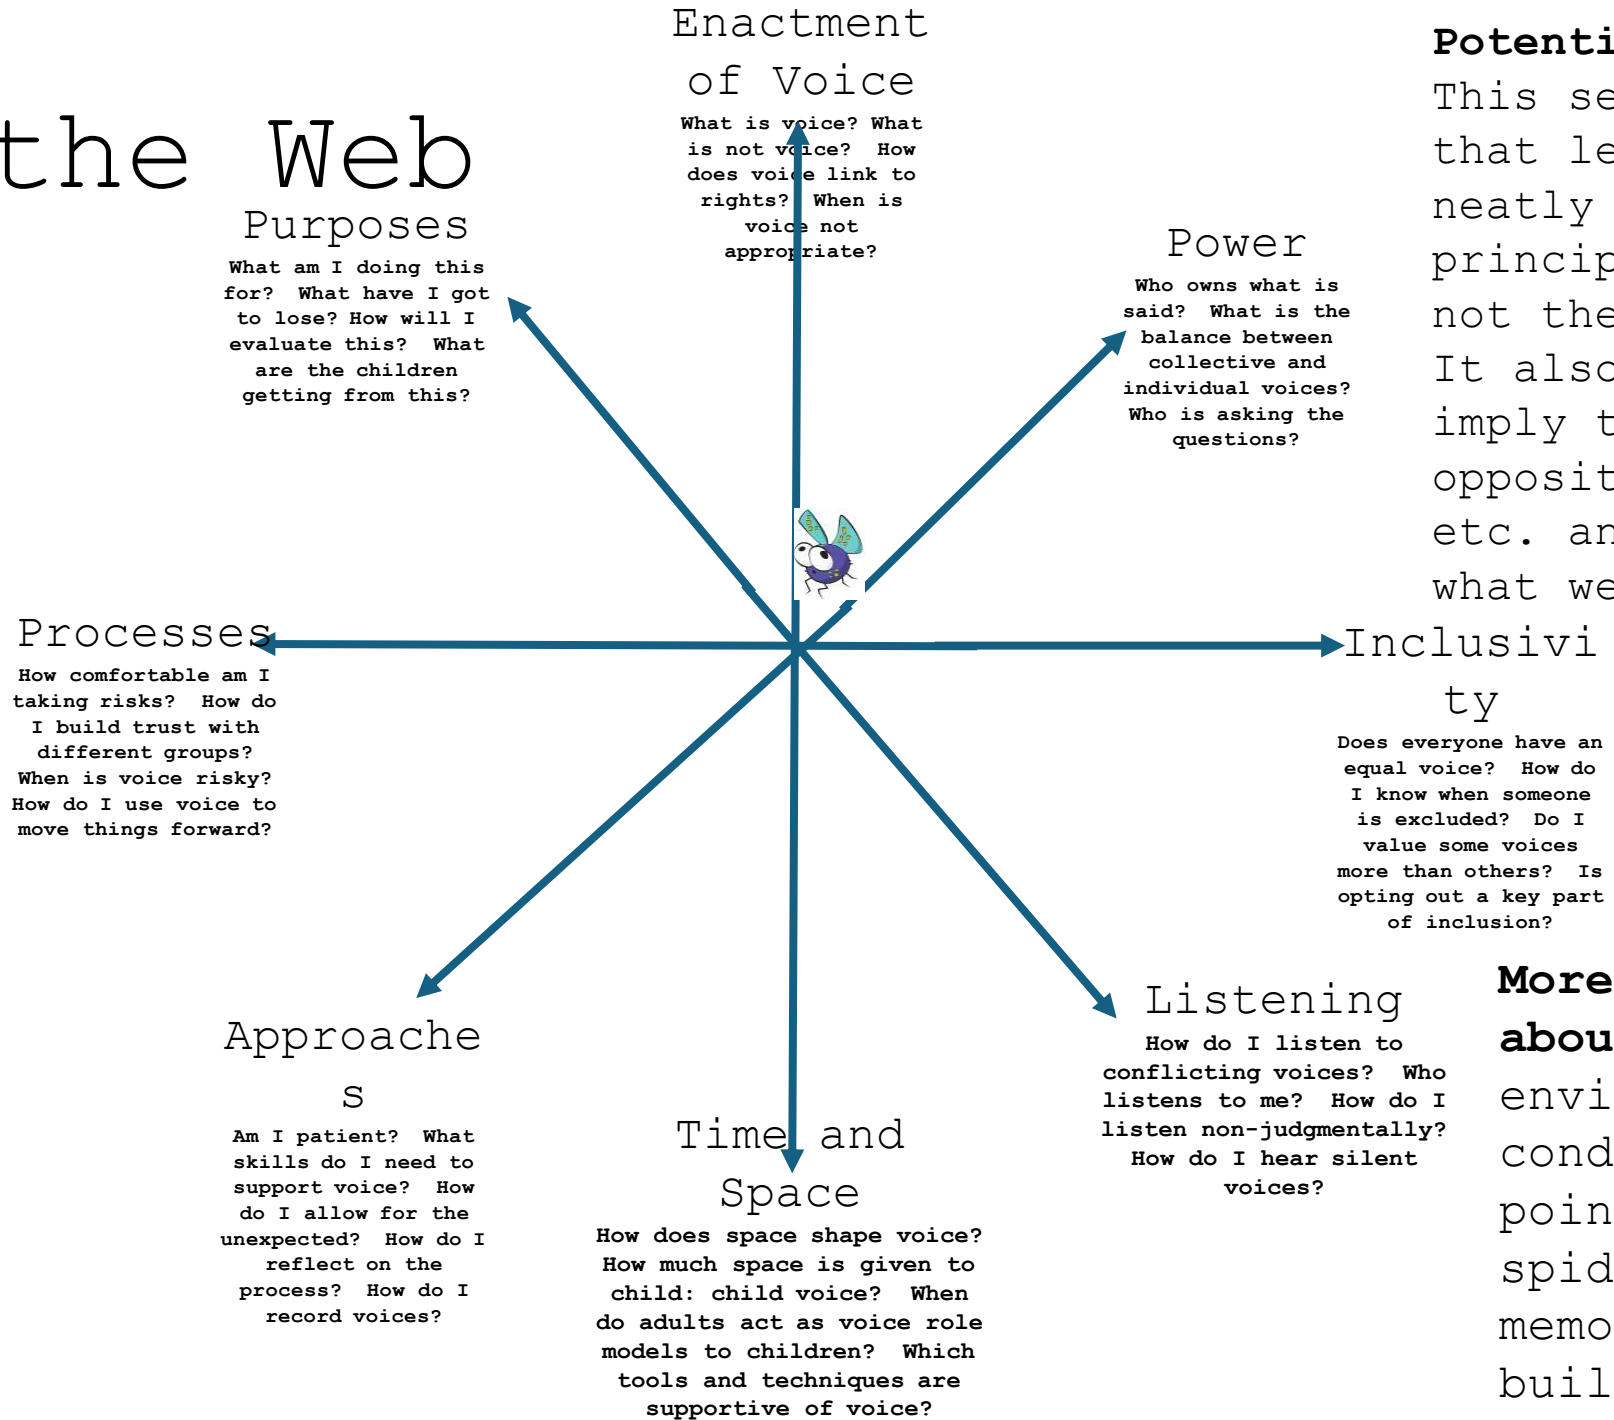 the Web
Enactment
of Voice
What is voice? What
is not voice? How
does voice link to
rights? When is
voice not
appropriate?
Purposes
What am I doing this
for? What have I got
to lose? How will I
evaluate this? What
are the children
getting from this?
Power
Who owns what is
said? What is the
balance between
collective and
individual voices?
Who is asking the
questions?
Potenti
This se
that le
neatly
princip
not the
It also
imply t
opposit
etc. an
what we
Processes
How comfortable am I
taking risks? How do
I build trust with
different groups?
When is voice risky?
How do I use voice to
move things forward?
Inclusivi
ty
Does everyone have an
equal voice? How do
I know when someone
is excluded? Do I
value some voices
more than others? Is
opting out a key part
of inclusion?
Approache
s
Am I patient? What
skills do I need to
support voice? How
do I allow for the
unexpected? How do I
reflect on the
process? How do I
record voices?
Time and
Space
How does space shape voice?
How much space is given to
child: child voice? When
do adults act as voice role
models to children? Which
tools and techniques are
supportive of voice?
Listening
How do I listen to
conflicting voices? Who
listens to me? How do I
listen non-judgmentally?
How do I hear silent
voices?
More
abou
envi
cond
poin
spid
memo
buil